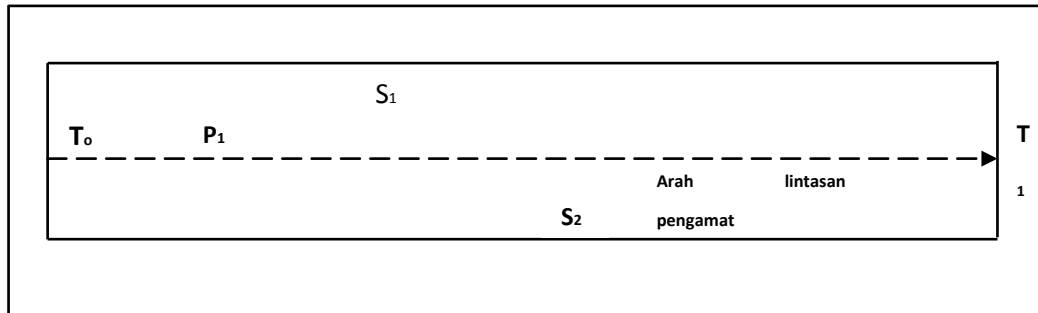 S₁
Tₒ P₁ T
Arah lintasan
1
S₂ pengamat